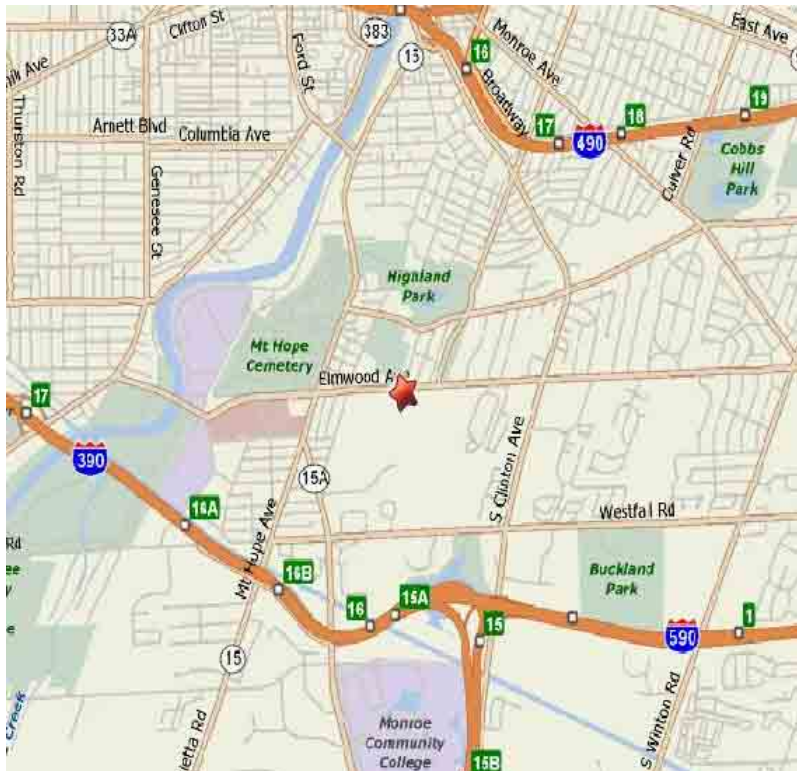 Clifton St
33A
Ford St
383
15
16
Monroe Ave
East Ave
Broadway
Thurston Rd
Arnett Blvd
Columbia Ave
Genesee St
17
490
18
19
Culver Rd
Cobbs
Hill
Park
Highland
Park
Mt Hope
Cemetery
Elmwood Ave
17
390
16A
15A
S Clinton Ave
Westfall Rd
Mt Hope Ave
16B
16
15A
15
Buckland
Park
590
1
Rd
15
Monroe
Community
College
15B
S Winton Rd
Creek